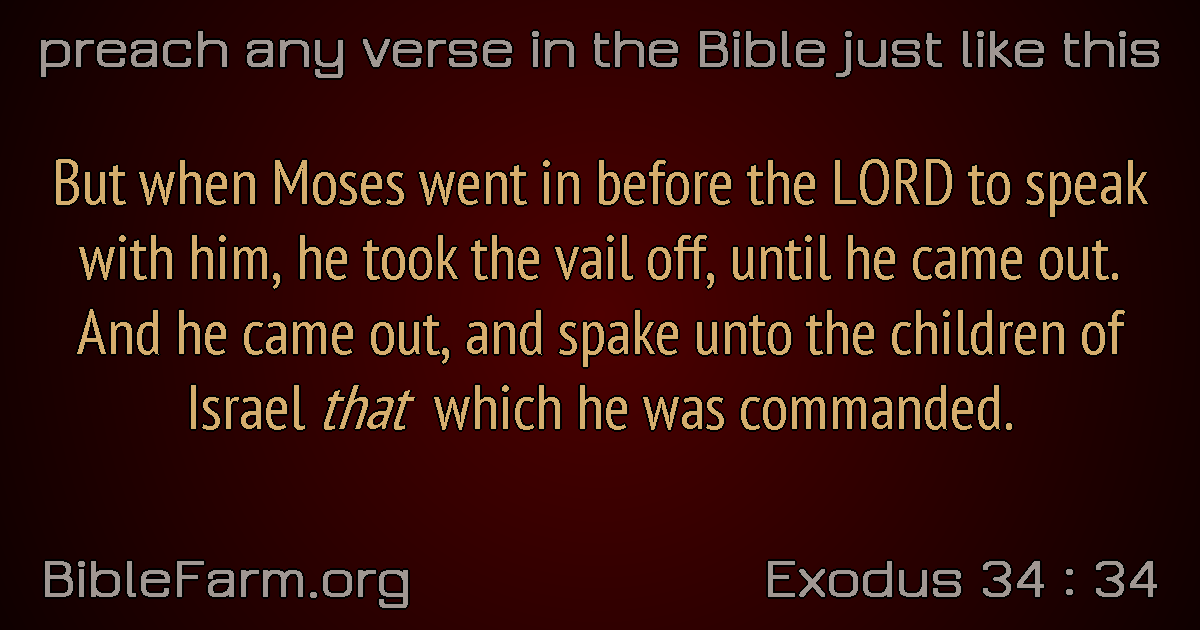 preach any verse in the Bible just like this
But when Moses went in before the LORD to speak
with him, he took the vail off, until he came out.
And he came out, and spake unto the children of
Israel that which he was commanded.
BibleFarm.org
Exodus 34 : 34